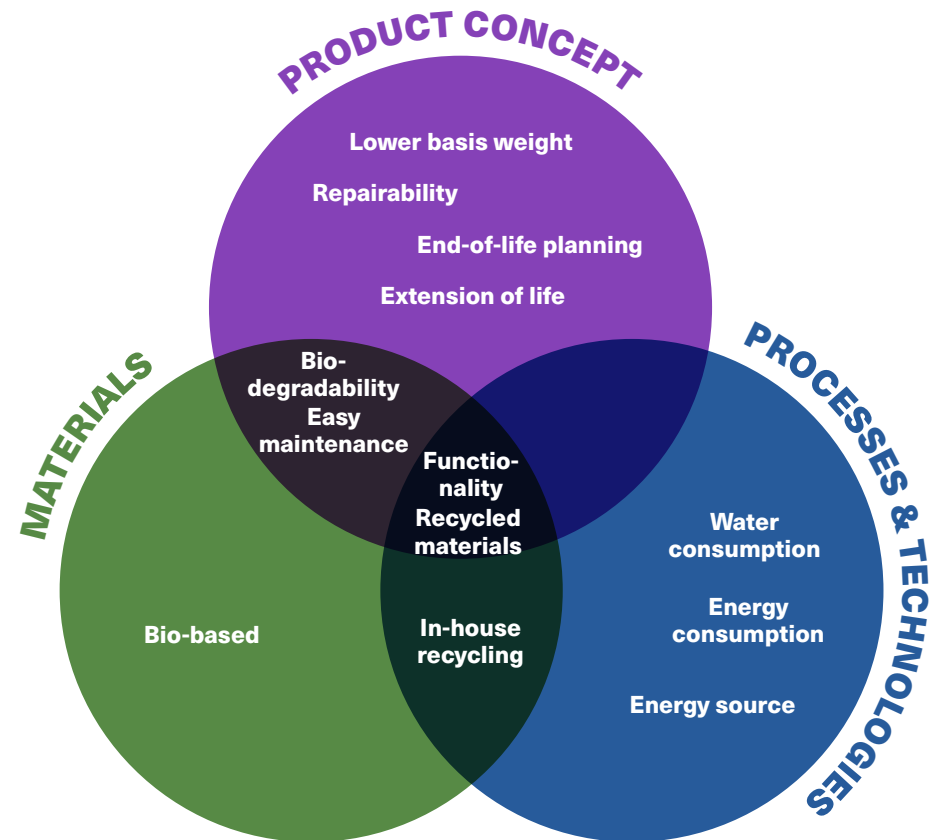 PRODUCT CONCEPT
Lower basis weight
Repairability
End-of-life planning
Extension of life
MATERIALS
Bio-
degradability
Easy
maintenance
Functio-
nality
Recycled
materials
PROCESSES & TECHNOLOGIES
Water
consumption
Energy
consumption
Energy source
Bio-based
In-house
recycling